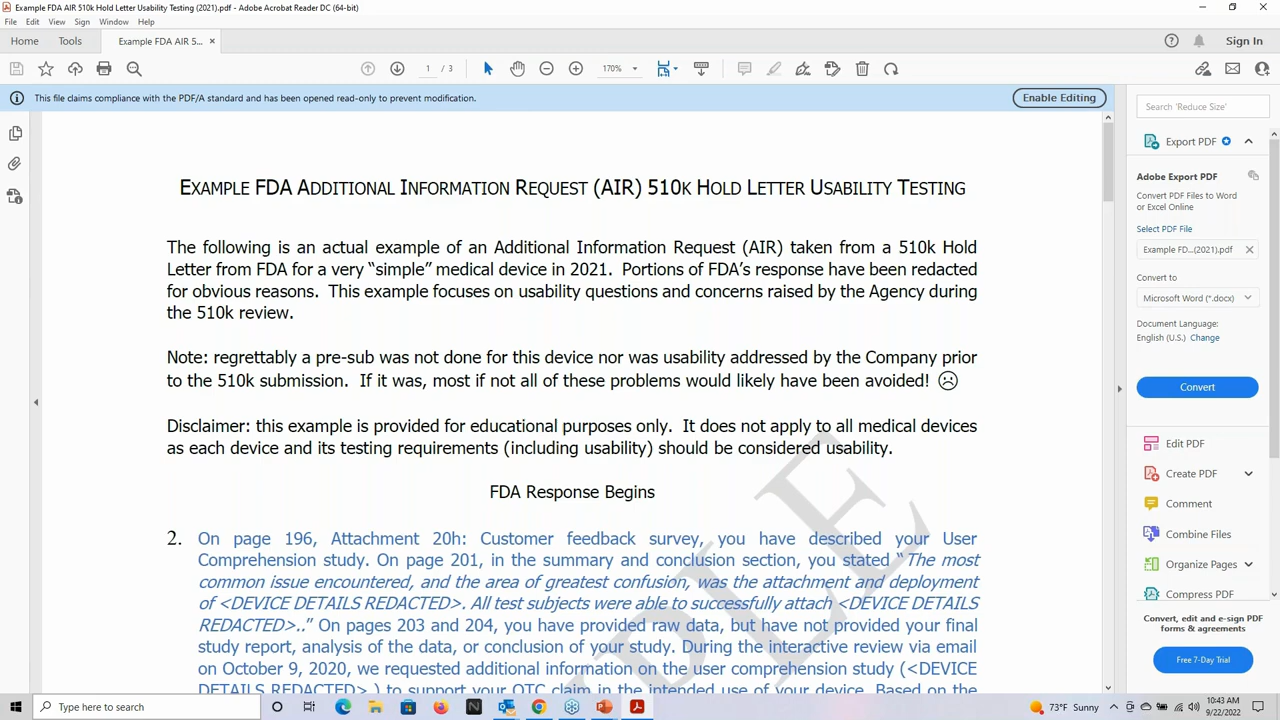 Example FDA AIR 510k Hold Letter Usability Testing (2021).pdf - Adobe Acrobat Reader DC (64-bit)
File Edit View Sign Window Help
Home Tools Example FDA AIR 5... × Sign In
1 / 3 170%
This file claims compliance with the PDF/A standard and has been opened read-only to prevent modification. Enable Editing
EXAMPLE FDA ADDITIONAL INFORMATION REQUEST (AIR) 510K HOLD LETTER USABILITY TESTING
The following is an actual example of an Additional Information Request (AIR) taken from a 510k Hold
Letter from FDA for a very “simple” medical device in 2021. Portions of FDA’s response have been redacted
for obvious reasons. This example focuses on usability questions and concerns raised by the Agency during
the 510k review.
Note: regrettably a pre-sub was not done for this device nor was usability addressed by the Company prior
to the 510k submission. If it was, most if not all of these problems would likely have been avoided! ☹
Disclaimer: this example is provided for educational purposes only. It does not apply to all medical devices
as each device and its testing requirements (including usability) should be considered usability.
FDA Response Begins
2. On page 196, Attachment 20h: Customer feedback survey, you have described your User
Comprehension study. On page 201, in the summary and conclusion section, you stated “The most
common issue encountered, and the area of greatest confusion, was the attachment and deployment
of <DEVICE DETAILS REDACTED>. All test subjects were able to successfully attach <DEVICE DETAILS
REDACTED>..” On pages 203 and 204, you have provided raw data, but have not provided your final
study report, analysis of the data, or conclusion of your study. During the interactive review via email
on October 9, 2020, we requested additional information on the user comprehension study (<DEVICE
DETAILS REDACTED> ) to support your OTC claim in the intended use of your device. Based on the
Search 'Reduce Size'
Export PDF
Adobe Export PDF
Convert PDF Files to Word
or Excel Online
Select PDF File
Example FD...(2021).pdf ×
Convert to
Microsoft Word (*.docx)
Document Language:
English (U.S.) Change
Convert
Edit PDF
Create PDF
Comment
Combine Files
Organize Pages
Compress PDF
Convert, edit and e-sign PDF
forms & agreements
Free 7-Day Trial
Type here to search
73°F Sunny
10:43 AM
9/22/2022